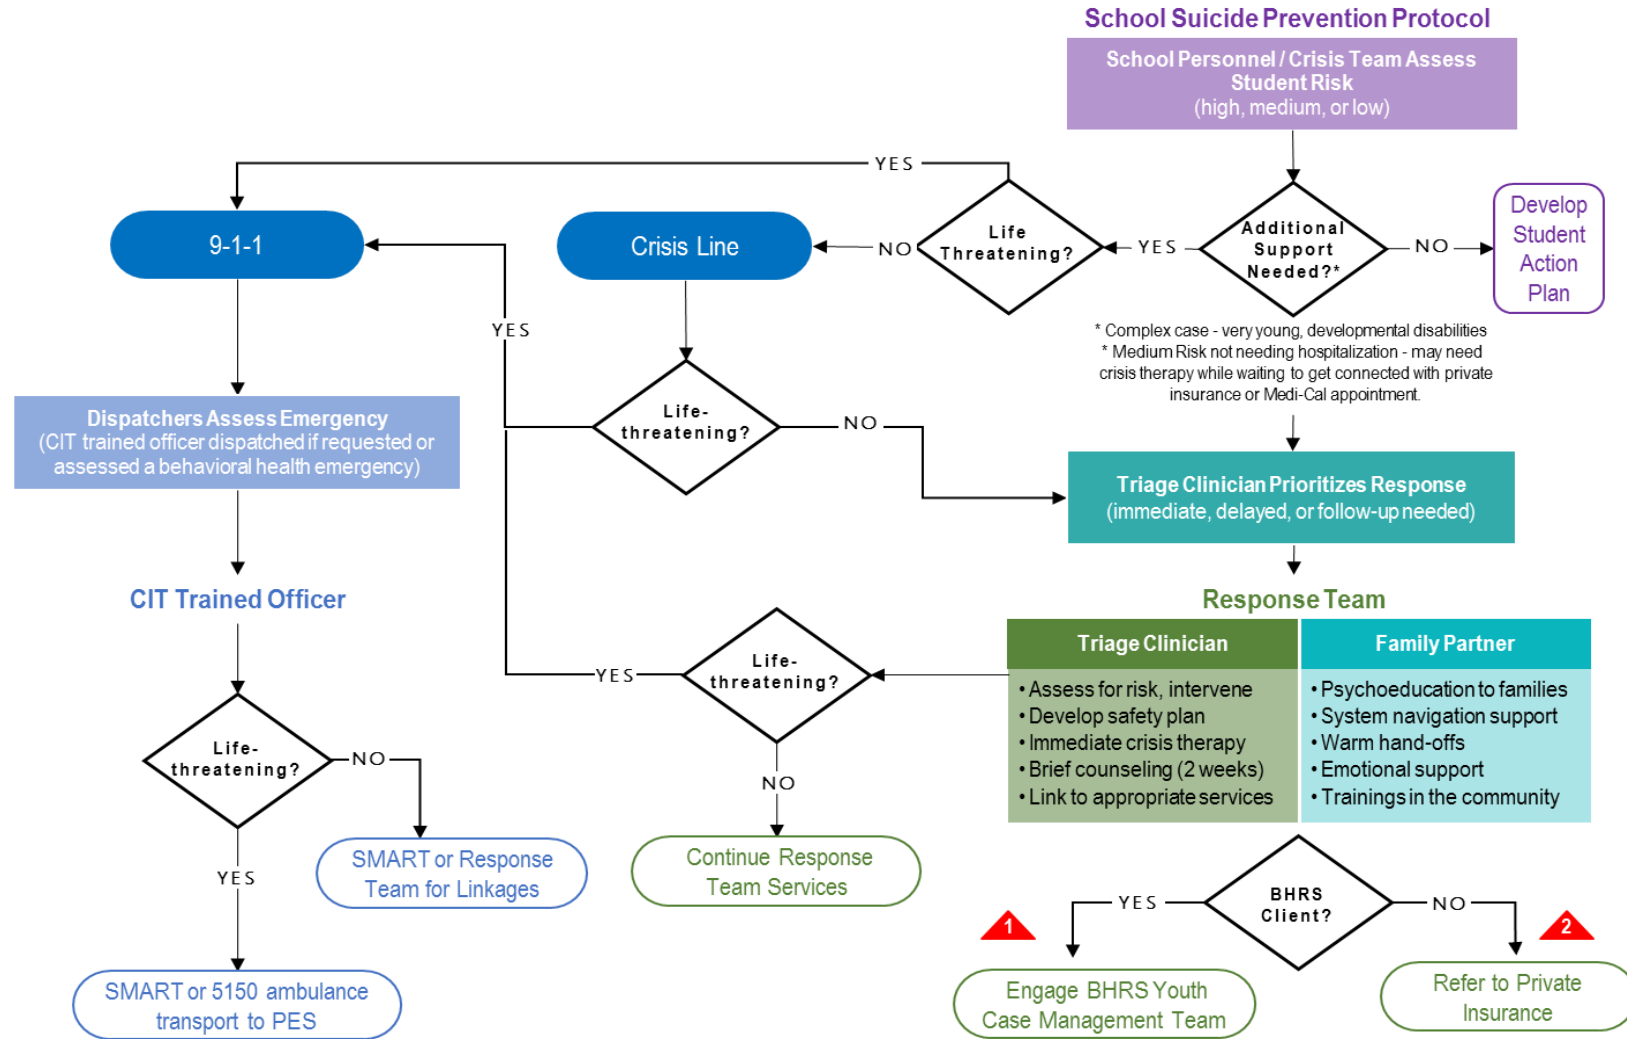 School Suicide Prevention Protocol
School Personnel / Crisis Team Assess
Student Risk
(high, medium, or low)
YES
9-1-1
Crisis Line
NO
Life
Threatening?
YES
Additional
Support
Needed?*
NO
Develop
Student
Action
Plan
* Complex case - very young, developmental disabilities
* Medium Risk not needing hospitalization - may need
crisis therapy while waiting to get connected with private
insurance or Medi-Cal appointment.
YES
Life-
threatening?
NO
Dispatchers Assess Emergency
(CIT trained officer dispatched if requested or
assessed a behavioral health emergency)
Triage Clinician Prioritizes Response
(immediate, delayed, or follow-up needed)
CIT Trained Officer
Response Team
Triage Clinician
• Assess for risk, intervene
• Develop safety plan
• Immediate crisis therapy
• Brief counseling (2 weeks)
• Link to appropriate services
Family Partner
• Psychoeducation to families
• System navigation support
• Warm hand-offs
• Emotional support
• Trainings in the community
YES
Life-
threatening?
NO
Continue Response
Team Services
Life-
threatening?
NO
SMART or Response
Team for Linkages
YES
SMART or 5150 ambulance
transport to PES
BHRS
Client?
YES
1
Engage BHRS Youth
Case Management Team
NO
2
Refer to Private
Insurance